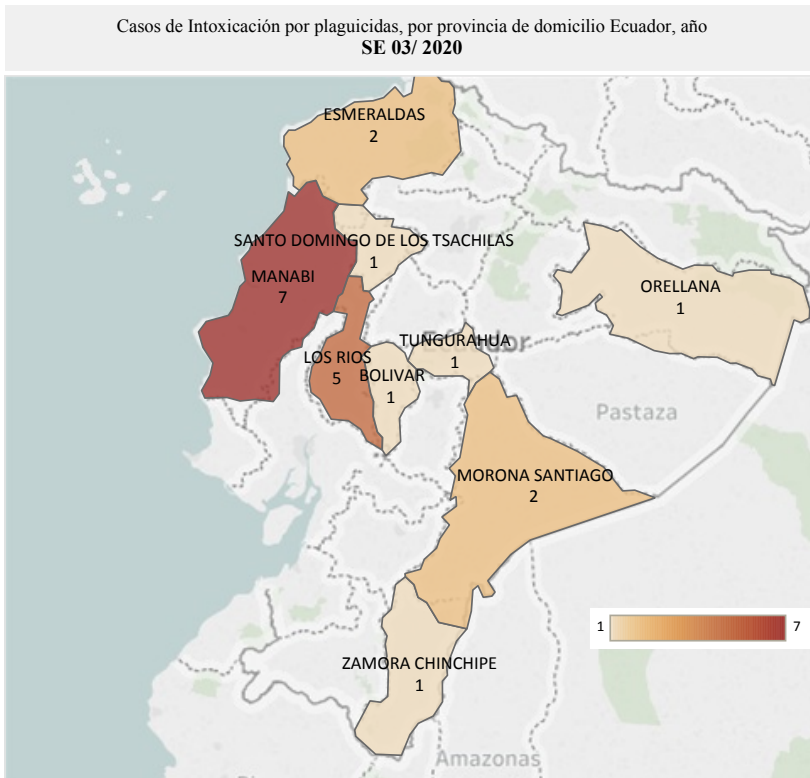 Casos de Intoxicación por plaguicidas, por provincia de domicilio Ecuador, año
SE 03/ 2020
ESMERALDAS
2
SANTO DOMINGO DE LOS TSACHILAS
1
MANABI
7
ORELLANA
1
TUNGURAHUA
1
Ecuador
LOS RIOS
5
BOLIVAR
1
Pastaza
MORONA SANTIAGO
2
1 7
ZAMORA CHINCHIPE
1
Amazonas